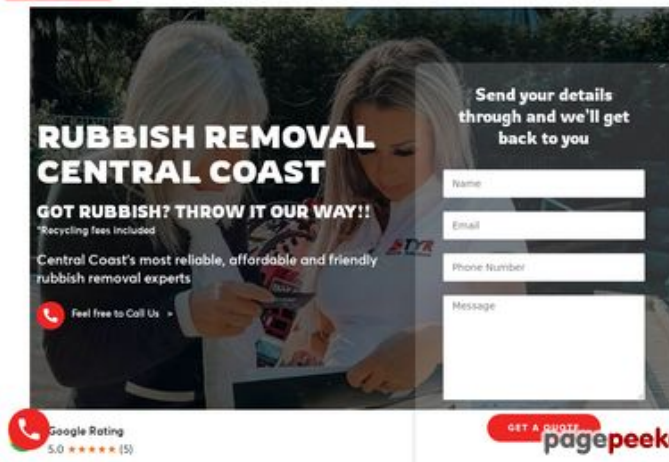 RUBBISH REMOVAL
CENTRAL COAST
GOT RUBBISH? THROW IT OUR WAY!!
*Recycling fees included
Central Coast's most reliable, affordable and friendly
rubbish removal experts
Feel free to Call Us >
TYR
Send your details
through and we'll get
back to you
Name
Email
Phone Number
Message
GET A QUOTE
Google Rating
5.0 ★★★★★ (5)
pagepeek